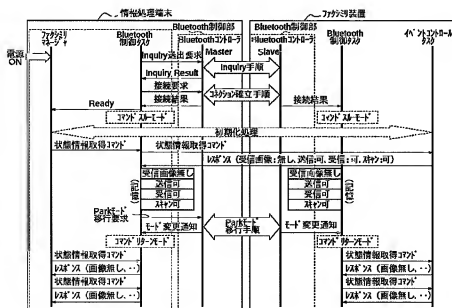 情報処理端末
ファクシミリ装置
Bluetooth制御部
Bluetooth制御部
ファクシミリ
マネージャ
Bluetooth
制御タスク
Bluetoothコントローラ
Master
Bluetoothコントローラ
Slave
Bluetooth
制御タスク
イベントコントロール
タスク
電源
ON
Inquiry送出要求
Inquiry手順
Inquiry Result
接続要求
コネクション確立手順
接続結果
接続結果
Ready
コマンドスルーモード
コマンドスルーモード
初期化処理
状態情報取得コマンド
状態情報取得コマンド
レスポンス（受信画像：無し、送信：可、受信：可、スキャン：可）
受信画像無し
送信可
受信可
スキャン可
受信画像無し
送信可
受信可
スキャン可
Parkモード
移行要求
Parkモード
移行手順
モード変更通知
モード変更通知
コマンドリターンモード
コマンドリターンモード
状態情報取得コマンド
状態情報取得コマンド
レスポンス（画像無し、‥）
レスポンス（画像無し、‥）
状態情報取得コマンド
状態情報取得コマンド
レスポンス（画像無し、‥）
レスポンス（画像無し、‥）